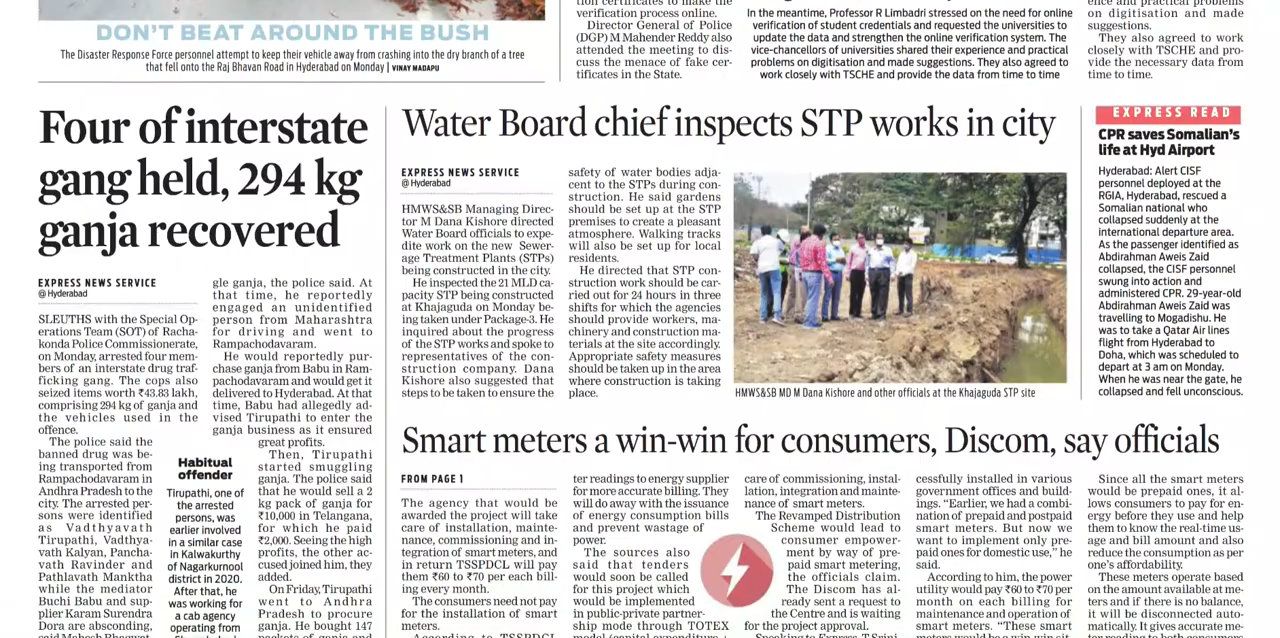 DON'T BEAT AROUND THE BUSH
The Disaster Response Force personnel attempt to keep their vehicle away from crashing into the dry branch of a tree
that fell onto the Raj Bhavan Road in Hyderabad on Monday | VINAY MADAPU
tion certificates to make the
verification process online.
Director General of Police
(DGP) M Mahender Reddy also
attended the meeting to dis-
cuss the menace of fake cer-
tificates in the State.
In the meantime, Professor R Limbadri stressed on the need for online
verification of student credentials and requested the universities to
update the data and strengthen the online verification system. The
vice-chancellors of universities shared their experience and practical
problems on digitisation and made suggestions. They also agreed to
work closely with TSCHE and provide the data from time to time
ence and practical problems
on digitisation and made
suggestions.
They also agreed to work
closely with TSCHE and pro-
vide the necessary data from
time to time.
Four of interstate
gang held, 294 kg
ganja recovered
EXPRESS NEWS SERVICE
@ Hyderabad
SLEUTHS with the Special Op-
erations Team (SOT) of Racha-
konda Police Commissionerate,
on Monday, arrested four mem-
bers of an interstate drug traf-
ficking gang. The cops also
seized items worth ₹43.83 lakh,
comprising 294 kg of ganja and
the vehicles used in the
offence.
The police said the
banned drug was be-
ing transported from
Rampachodavaram in
Andhra Pradesh to the
city. The arrested per-
sons were identified
as Vadthyavath
Tirupathi, Vadthya-
vath Kalyan, Pancha-
vath Ravinder and
Pathlavath Manktha
while the mediator
Buchi Babu and sup-
plier Karam Surendra
Dora are absconding,
said Mahesh Bhagwat
Habitual
offender
Tirupathi, one of
the arrested
persons, was
earlier involved
in a similar case
in Kalwakurthy
of Nagarkurnool
district in 2020.
After that, he
was working for
a cab agency
operating from
gle ganja, the police said. At
that time, he reportedly
engaged an unidentified
person from Maharashtra
for driving and went to
Rampachodavaram.
He would reportedly pur-
chase ganja from Babu in Ram-
pachodavaram and would get it
delivered to Hyderabad. At that
time, Babu had allegedly ad-
vised Tirupathi to enter the
ganja business as it ensured
great profits.
Then, Tirupathi
started smuggling
ganja. The police said
that he would sell a 2
kg pack of ganja for
₹10,000 in Telangana,
for which he paid
₹2,000. Seeing the high
profits, the other ac-
cused joined him, they
added.
On Friday, Tirupathi
went to Andhra
Pradesh to procure
ganja. He bought 147
packets of ganja and
Water Board chief inspects STP works in city
EXPRESS NEWS SERVICE
@ Hyderabad
HMWS&SB Managing Direc-
tor M Dana Kishore directed
Water Board officials to expe-
dite work on the new Sewer-
age Treatment Plants (STPs)
being constructed in the city.
He inspected the 21 MLD ca-
pacity STP being constructed
at Khajaguda on Monday be-
ing taken under Package-3. He
inquired about the progress
of the STP works and spoke to
representatives of the con-
struction company. Dana
Kishore also suggested that
steps to be taken to ensure the
safety of water bodies adja-
cent to the STPs during con-
struction. He said gardens
should be set up at the STP
premises to create a pleasant
atmosphere. Walking tracks
will also be set up for local
residents.
He directed that STP con-
struction work should be car-
ried out for 24 hours in three
shifts for which the agencies
should provide workers, ma-
chinery and construction ma-
terials at the site accordingly.
Appropriate safety measures
should be taken up in the area
where construction is taking
place.
HMWS&SB MD M Dana Kishore and other officials at the Khajaguda STP site
EXPRESS READ
CPR saves Somalian's
life at Hyd Airport
Hyderabad: Alert CISF
personnel deployed at the
RGIA, Hyderabad, rescued a
Somalian national who
collapsed suddenly at the
international departure area.
As the passenger identified as
Abdirahman Aweis Zaid
collapsed, the CISF personnel
swung into action and
administered CPR. 29-year-old
Abdirahman Aweis Zaid was
travelling to Mogadishu. He
was to take a Qatar Air lines
flight from Hyderabad to
Doha, which was scheduled to
depart at 3 am on Monday.
When he was near the gate, he
collapsed and fell unconscious.
Smart meters a win-win for consumers, Discom, say officials
FROM PAGE 1
The agency that would be
awarded the project will take
care of installation, mainte-
nance, commissioning and in-
tegration of smart meters, and
in return TSSPDCL will pay
them ₹60 to ₹70 per each bill-
ing every month.
The consumers need not pay
for the installation of smart
meters.
According to TSSPDCL
ter readings to energy supplier
for more accurate billing. They
will do away with the issuance
of energy consumption bills
and prevent wastage of
power.
The sources also
said that tenders
would soon be called
for this project which
would be implemented
in public-private partner-
ship mode through TOTEX
model (capital expenditure +
care of commissioning, instal-
lation, integration and mainte-
nance of smart meters.
The Revamped Distribution
Scheme would lead to
consumer empower-
ment by way of pre-
paid smart metering,
the officials claim.
The Discom has al-
ready sent a request to
the Centre and is waiting
for the project approval.
Speaking to Express, T Srini-
cessfully installed in various
government offices and build-
ings. "Earlier, we had a combi-
nation of prepaid and postpaid
smart meters. But now we
want to implement only pre-
paid ones for domestic use," he
said.
According to him, the power
utility would pay ₹60 to ₹70 per
month on each billing for
maintenance and operation of
smart meters. "These smart
meters would be a win-win sit-
Since all the smart meters
would be prepaid ones, it al-
lows consumers to pay for en-
ergy before they use and help
them to know the real-time us-
age and bill amount and also
reduce the consumption as per
one's affordability.
These meters operate based
on the amount available at me-
ters and if there is no balance,
it will be disconnected auto-
matically. It gives accurate me-
ter reading to both consumers